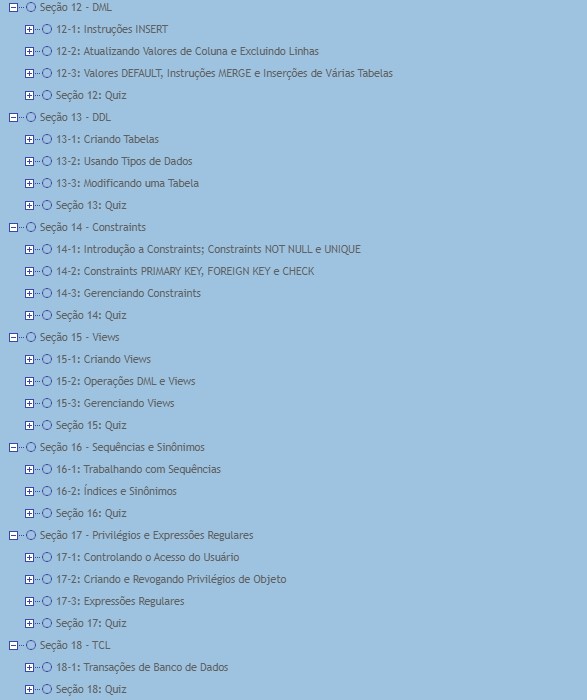 Seção 12 - DML
12-1: Instruções INSERT
12-2: Atualizando Valores de Coluna e Excluindo Linhas
12-3: Valores DEFAULT, Instruções MERGE e Inserções de Várias Tabelas
Seção 12: Quiz
Seção 13 - DDL
13-1: Criando Tabelas
13-2: Usando Tipos de Dados
13-3: Modificando uma Tabela
Seção 13: Quiz
Seção 14 - Constraints
14-1: Introdução a Constraints; Constraints NOT NULL e UNIQUE
14-2: Constraints PRIMARY KEY, FOREIGN KEY e CHECK
14-3: Gerenciando Constraints
Seção 14: Quiz
Seção 15 - Views
15-1: Criando Views
15-2: Operações DML e Views
15-3: Gerenciando Views
Seção 15: Quiz
Seção 16 - Sequências e Sinônimos
16-1: Trabalhando com Sequências
16-2: Índices e Sinônimos
Seção 16: Quiz
Seção 17 - Privilégios e Expressões Regulares
17-1: Controlando o Acesso do Usuário
17-2: Criando e Revogando Privilégios de Objeto
17-3: Expressões Regulares
Seção 17: Quiz
Seção 18 - TCL
18-1: Transações de Banco de Dados
Seção 18: Quiz